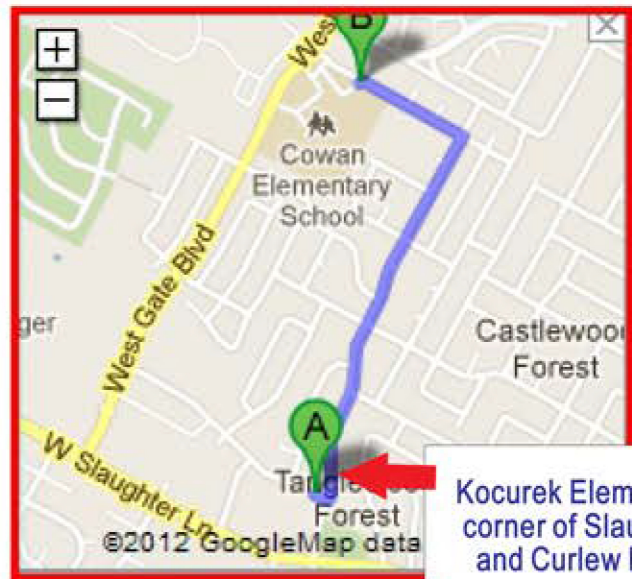 +
B
West
−
Cowan
Elementary
School
West Gate Blvd
ger
Castlewoo
Forest
A
W Slaughter Ln
Forest
©2012 GoogleMap data
Kocurek Elem
corner of Slau
and Curlew